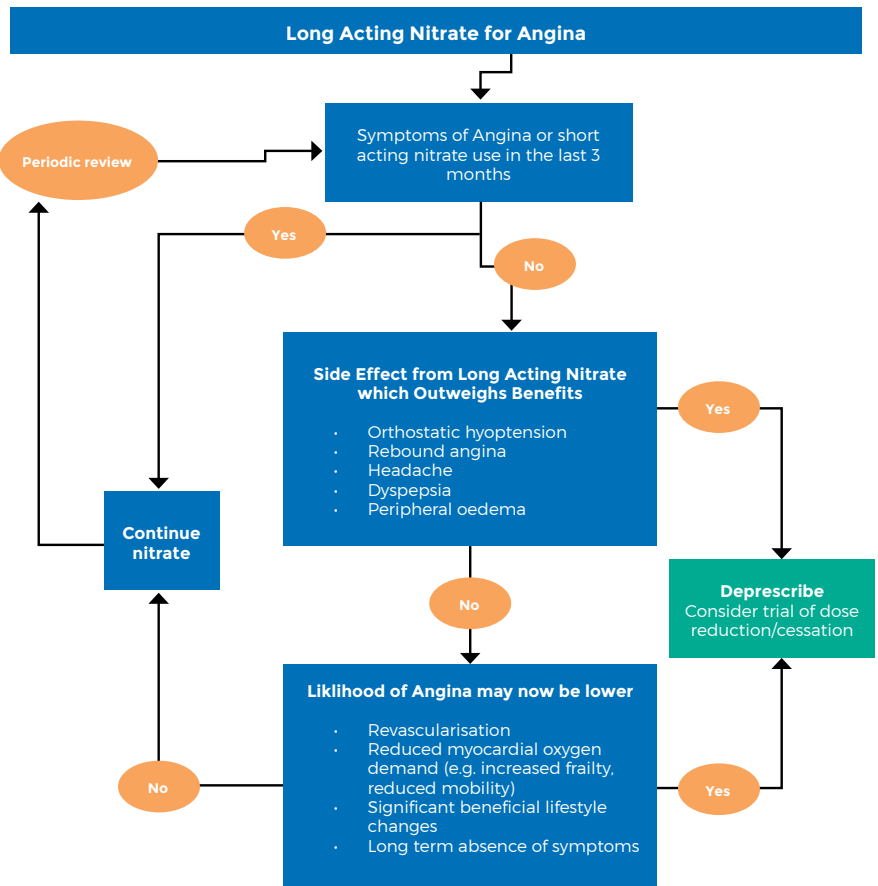 Long Acting Nitrate for Angina
Symptoms of Angina or short
acting nitrate use in the last 3
months
Periodic review
Yes
No
Side Effect from Long Acting Nitrate
which Outweighs Benefits
· Orthostatic hyoptension
· Rebound angina
· Headache
· Dyspepsia
· Peripheral oedema
Yes
Continue
nitrate
No
Deprescribe
Consider trial of dose
reduction/cessation
Liklihood of Angina may now be lower
· Revascularisation
· Reduced myocardial oxygen
demand (e.g. increased frailty,
reduced mobility)
· Significant beneficial lifestyle
changes
· Long term absence of symptoms
No
Yes